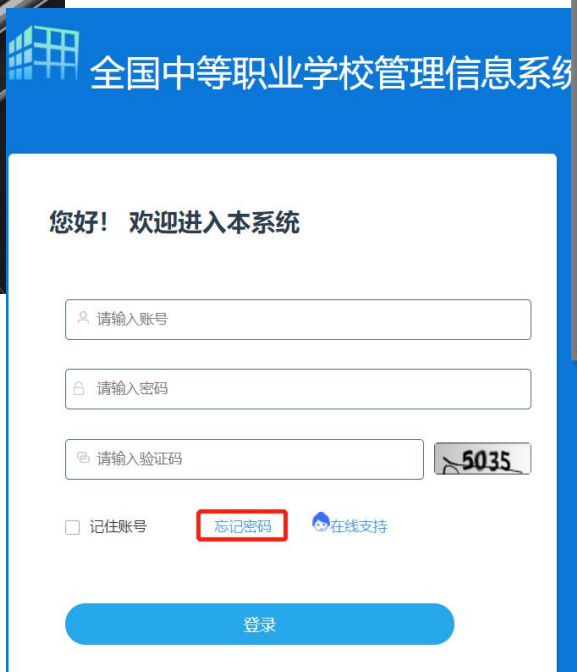 全国中等职业学校管理信息系统
您好！ 欢迎进入本系统
请输入账号
请输入密码
请输入验证码
5035
记住账号 忘记密码 在线支持
登录